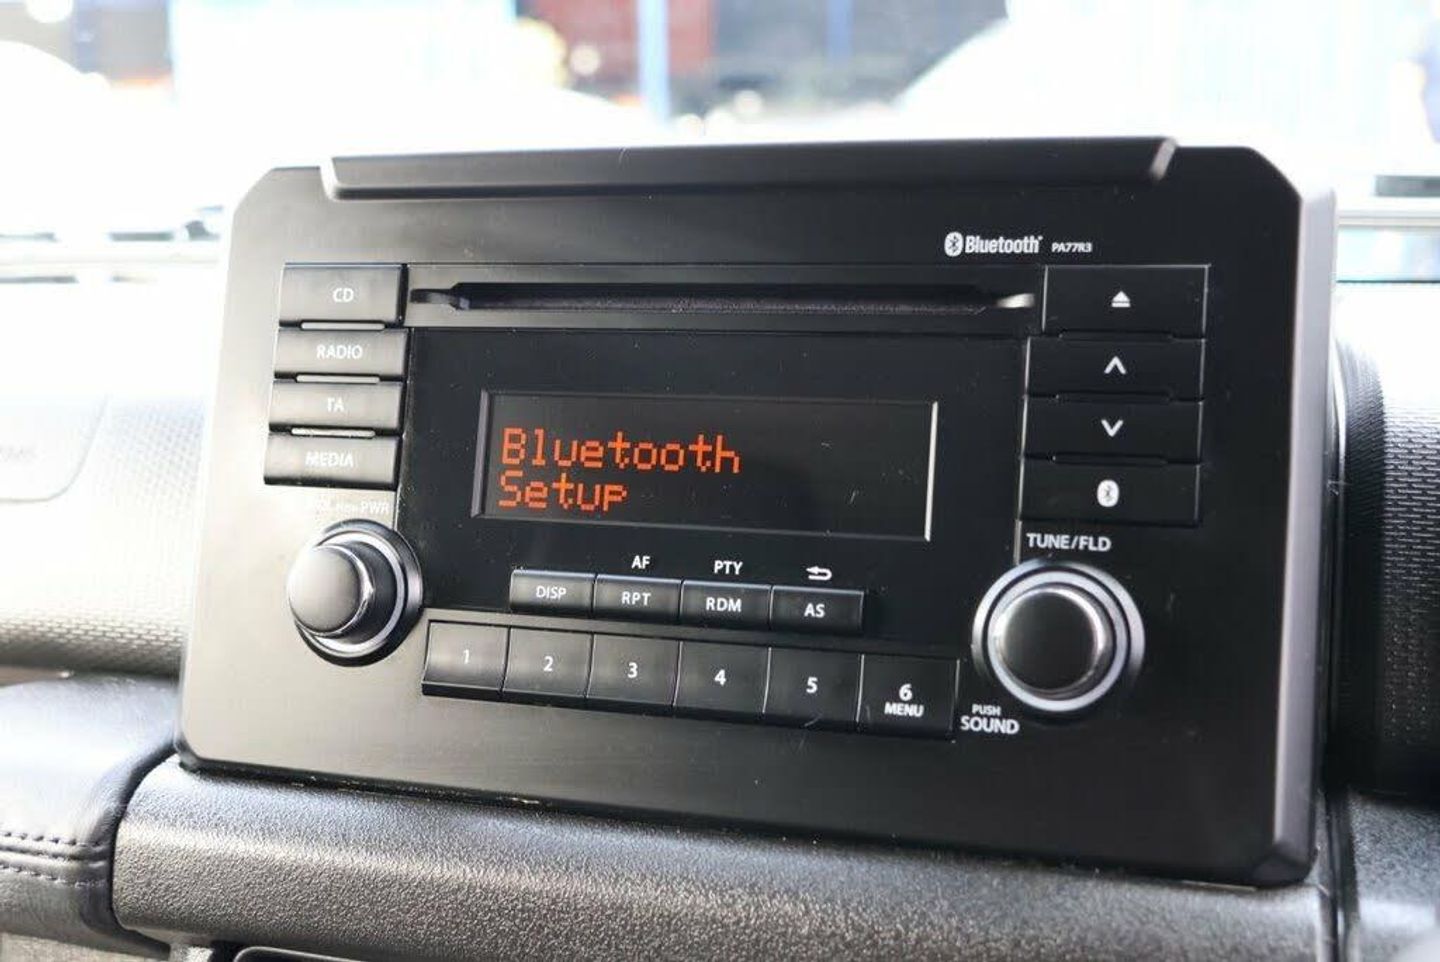 Bluetooth PA77R3
CD
RADIO
TA
MEDIA
PWR
Bluetooth
Setup
TUNE/FLD
AF PTY
DISP RPT RDM AS
1 2 3 4 5 6
MENU
PUSH
SOUND